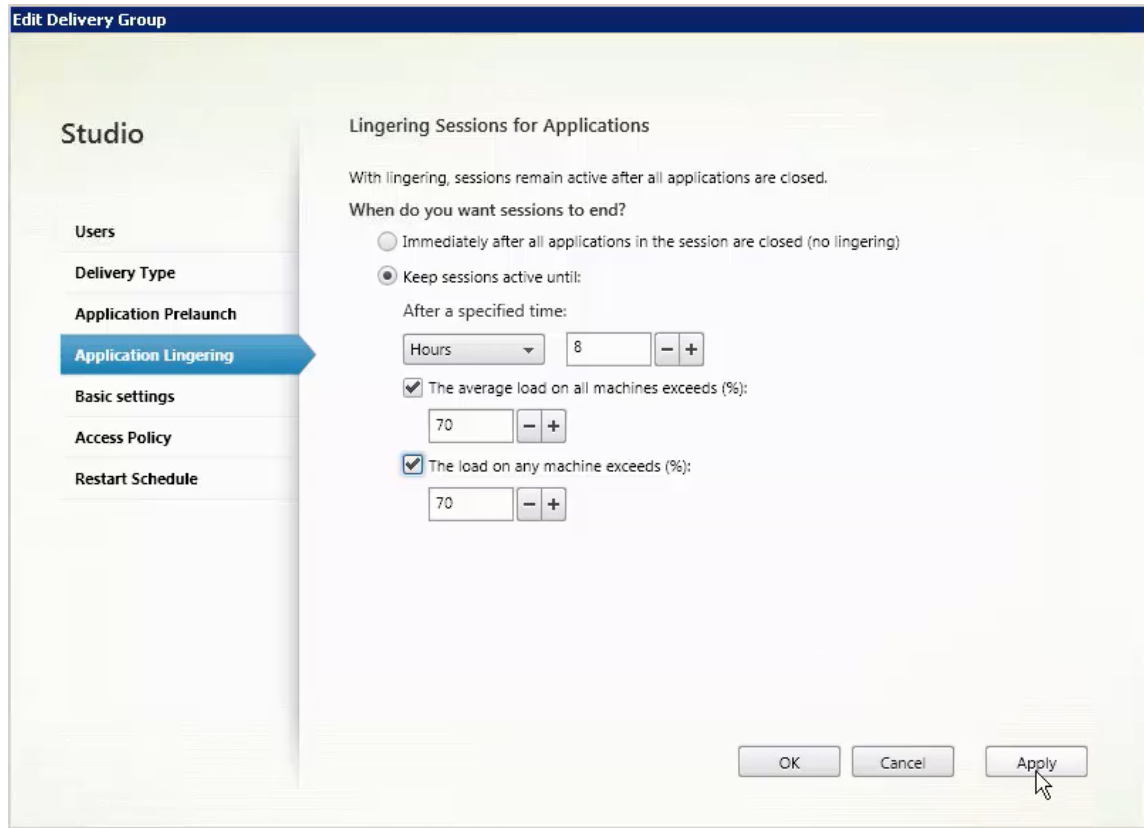 Edit Delivery Group
Studio
Users
Delivery Type
Application Prelaunch
Application Lingering
Basic settings
Access Policy
Restart Schedule
Lingering Sessions for Applications
With lingering, sessions remain active after all applications are closed.
When do you want sessions to end?
Immediately after all applications in the session are closed (no lingering)
Keep sessions active until:
After a specified time:
Hours 8 − +
The average load on all machines exceeds (%):
70 − +
The load on any machine exceeds (%):
70 − +
OK Cancel Apply